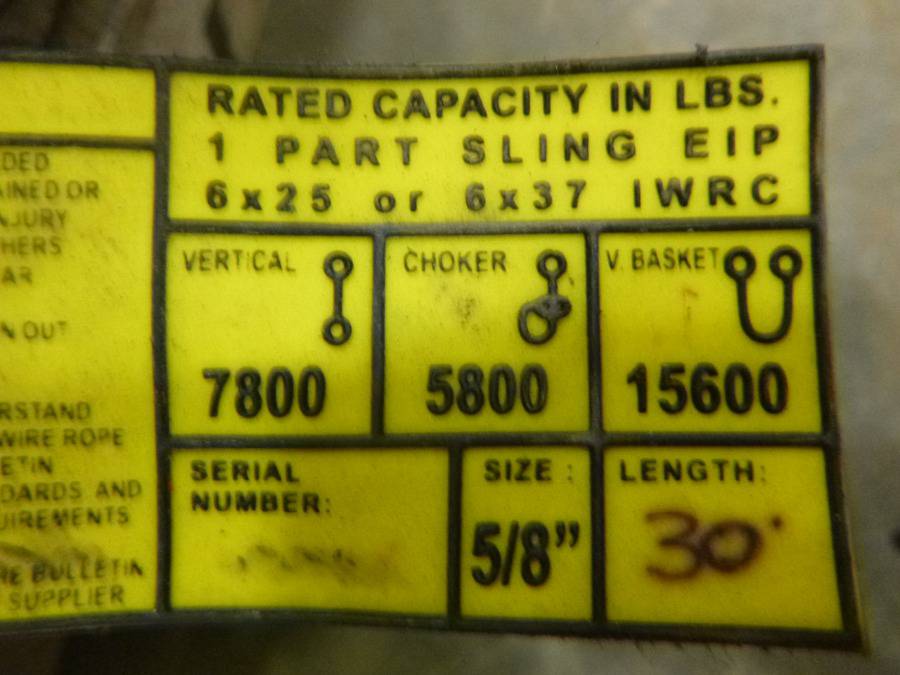 RATED CAPACITY IN LBS.
1 PART SLING EIP
6x25 or 6x37 IWRC
VERTICAL
7800
CHOKER
5800
V. BASKET
15600
SERIAL
NUMBER:
SIZE :
5/8”
LENGTH:
30'
DED
INED OR
NJURY
HERS
AR
N OUT
RSTAND
WIRE ROPE
ETIN
DARDS AND
UIREMENTS
HE BULLETIN
SUPPLIER